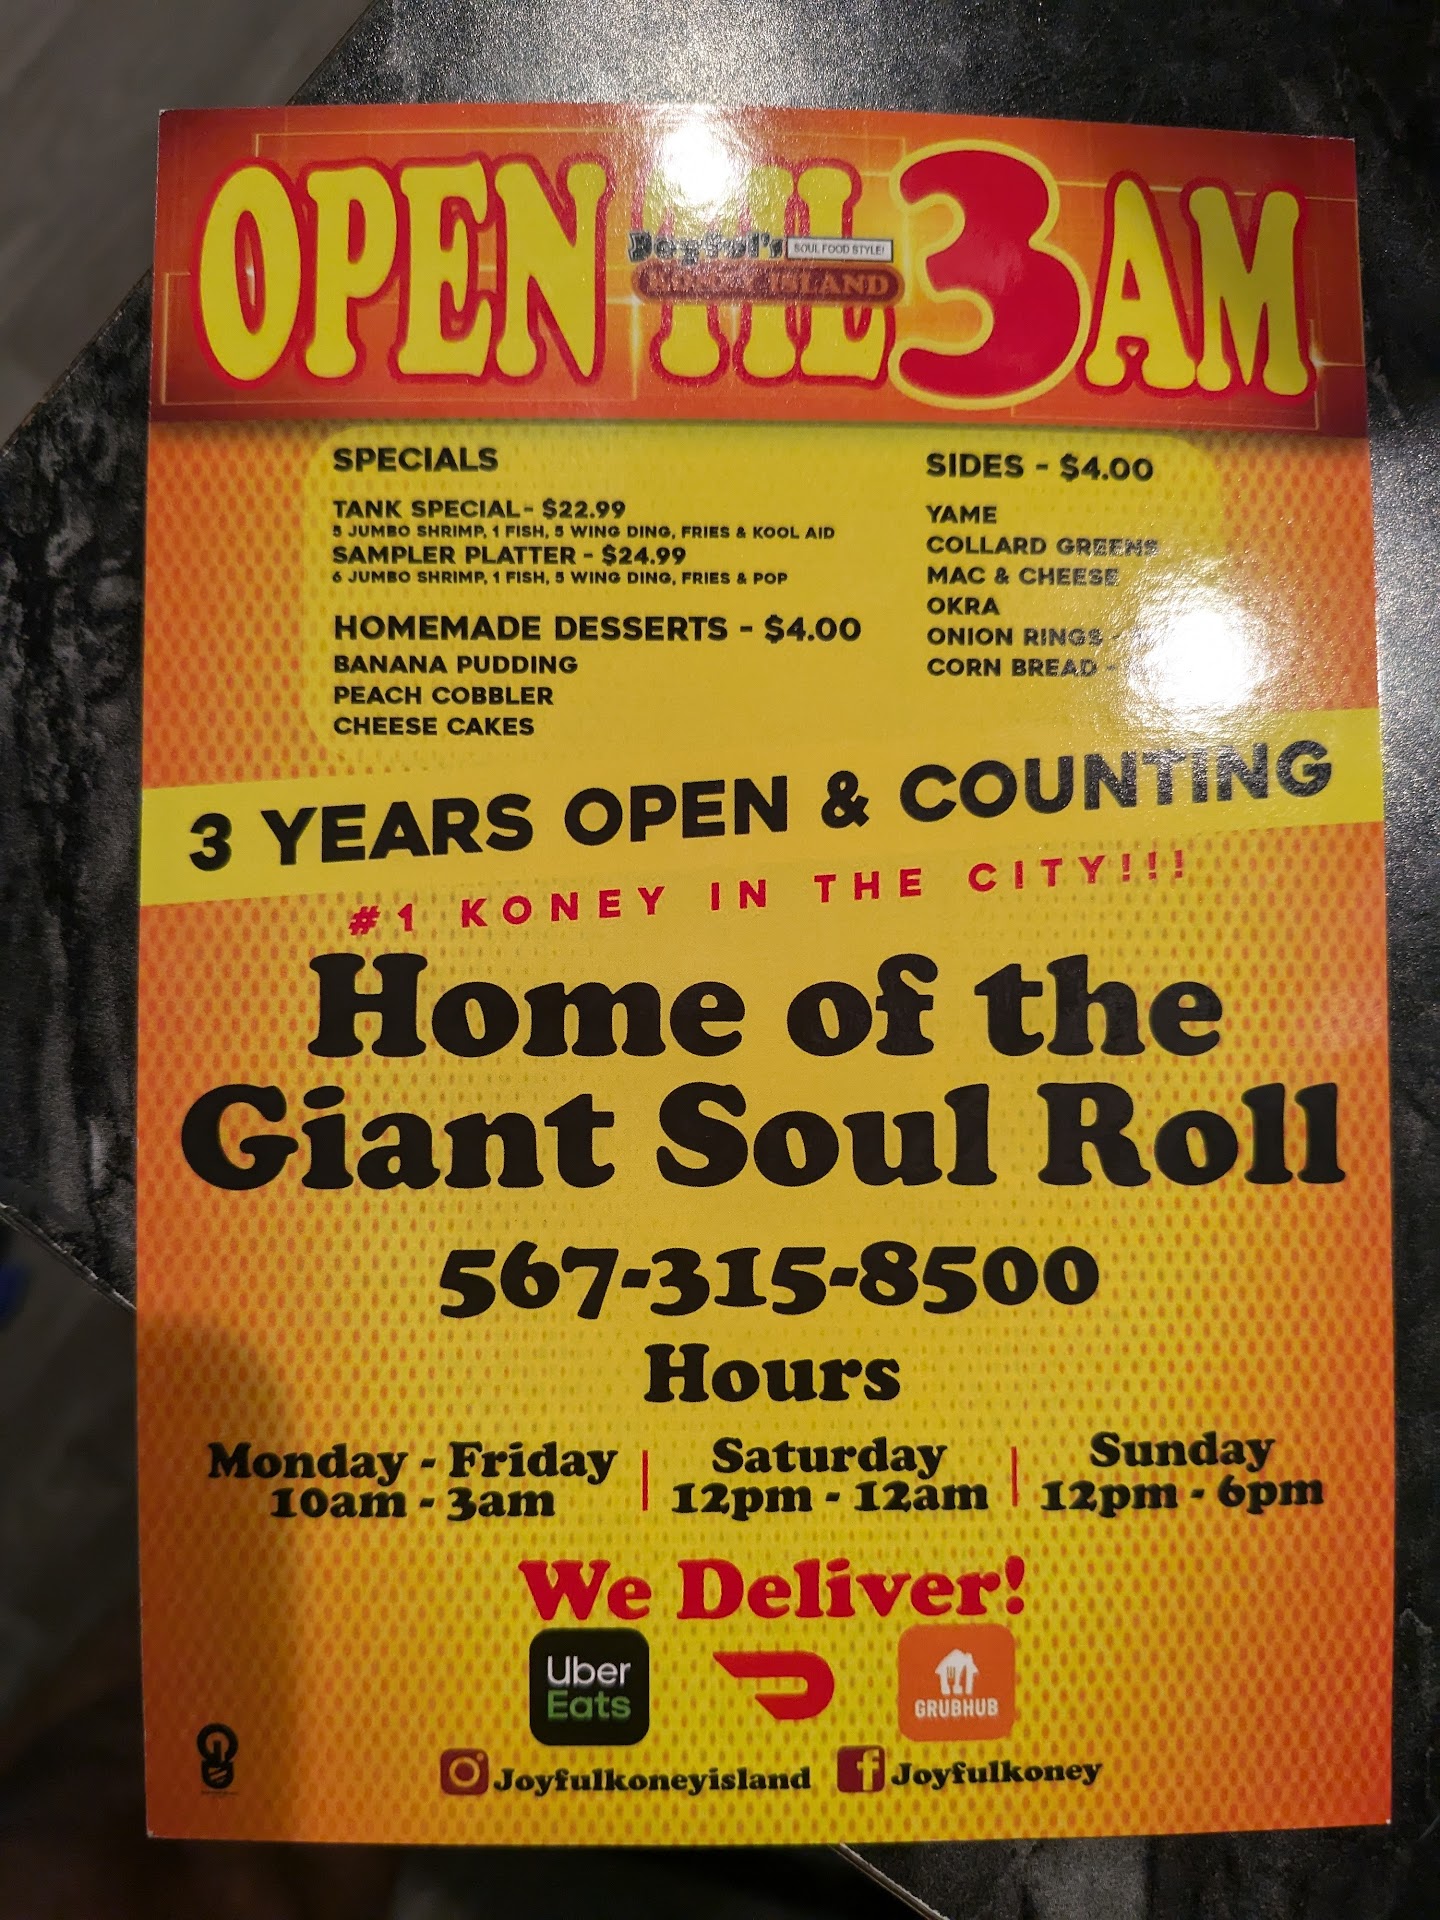 OPEN TIL 3 AM
Joyful's SOUL FOOD STYLE!
KONEY ISLAND
SPECIALS
TANK SPECIAL- $22.99
5 JUMBO SHRIMP, 1 FISH, 5 WING DING, FRIES & KOOL AID
SAMPLER PLATTER - $24.99
6 JUMBO SHRIMP, 1 FISH, 5 WING DING, FRIES & POP
HOMEMADE DESSERTS - $4.00
BANANA PUDDING
PEACH COBBLER
CHEESE CAKES
SIDES - $4.00
YAME
COLLARD GREENS
MAC & CHEESE
OKRA
ONION RINGS -
CORN BREAD -
3 YEARS OPEN & COUNTING
#1 KONEY IN THE CITY!!!
Home of the
Giant Soul Roll
567-315-8500
Hours
Monday - Friday
10am - 3am
Saturday
12pm - 12am
Sunday
12pm - 6pm
We Deliver!
Uber
Eats
GRUBHUB
Joyfulkoneyisland
Joyfulkoney